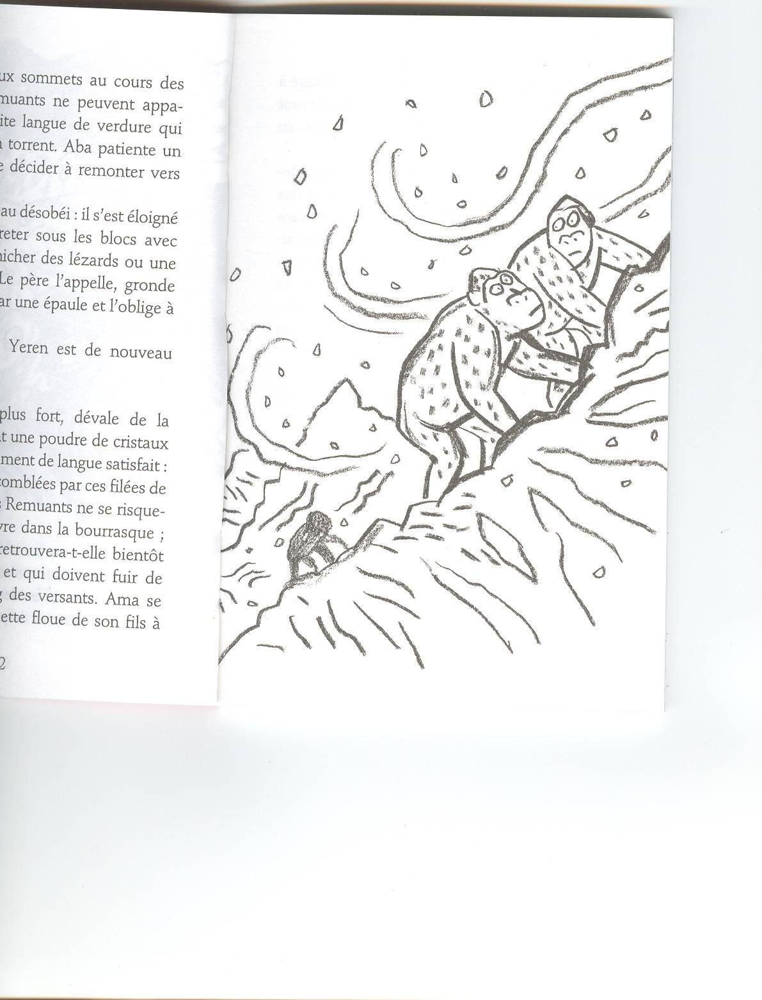 ux sommets au cours des
muants ne peuvent appa-
ite langue de verdure qui
torrent. Aba patiente un
décider à remonter vers
au désobéi : il s'est éloigné
reter sous les blocs avec
nicher des lézards ou une
Le père l'appelle, gronde
ar une épaule et l'oblige à
Yeren est de nouveau
plus fort, dévale de la
t une poudre de cristaux
ment de langue satisfait :
comblées par ces filées de
Remuants ne se risque-
vre dans la bourrasque ;
retrouvera-t-elle bientôt
et qui doivent fuir de
des versants. Ama se
ette floue de son fils à
2